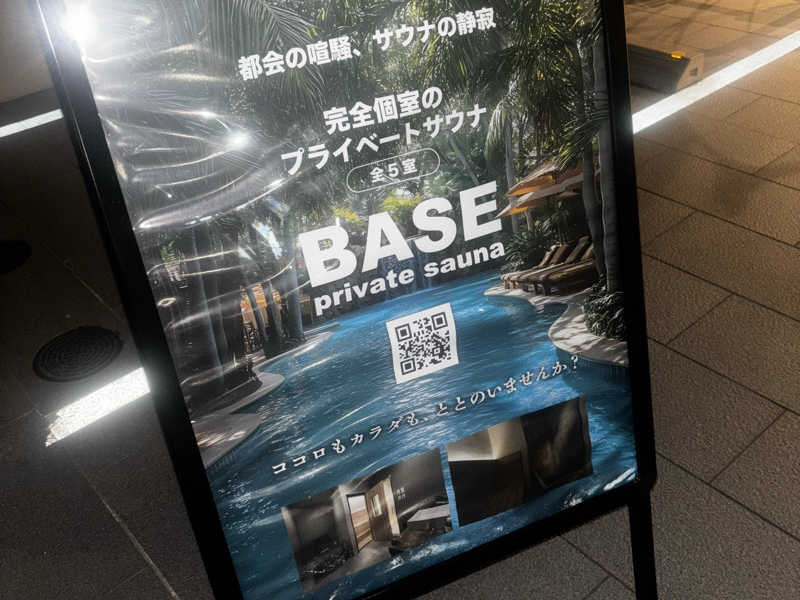 都会の喧騒、サウナの静寂
完全個室の
プライベートサウナ
全5室
BASE
private sauna
ココロもカラダも、ととのいませんか?